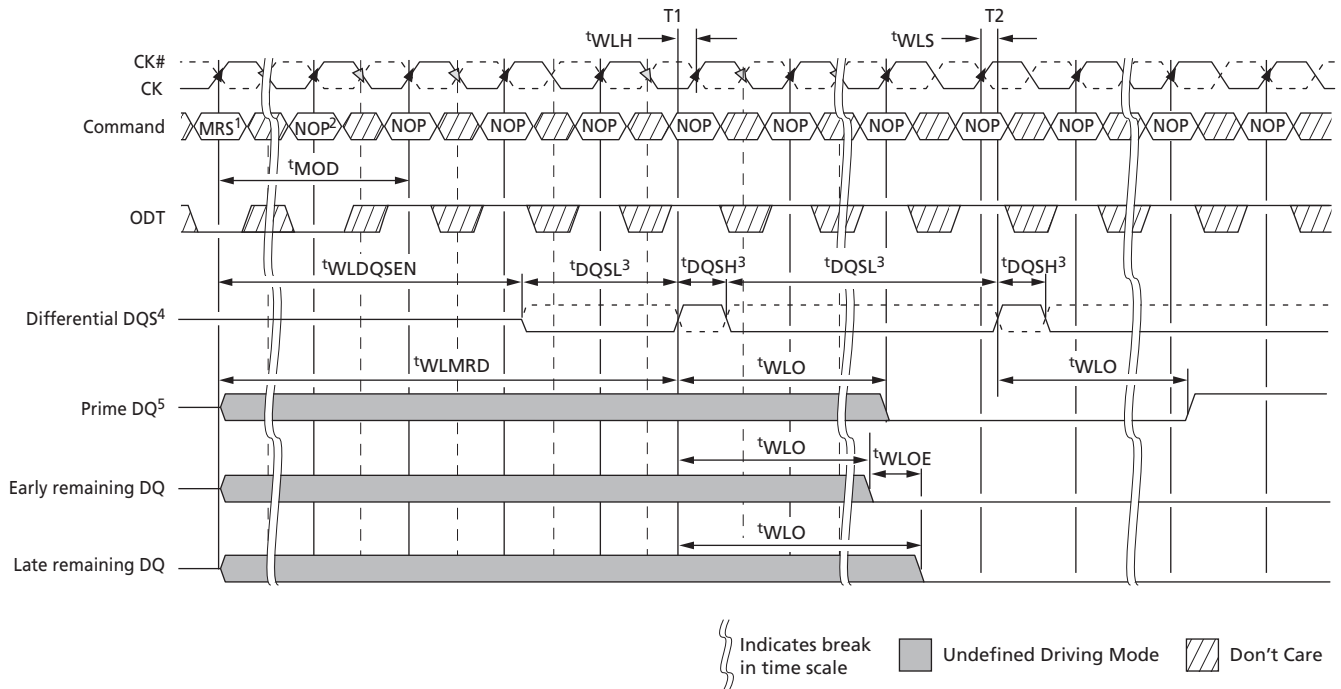 T1 T2
tWLH tWLS
CK#
CK
Command MRS1 NOP2 NOP NOP NOP NOP NOP NOP NOP NOP NOP NOP
tMOD
ODT
tWLDQSEN tDQSL3 tDQSH3 tDQSL3 tDQSH3
Differential DQS4
tWLMRD tWLO tWLO
Prime DQ5
tWLO tWLOE
Early remaining DQ
tWLO
Late remaining DQ
Indicates break
in time scale
Undefined Driving Mode
Don't Care